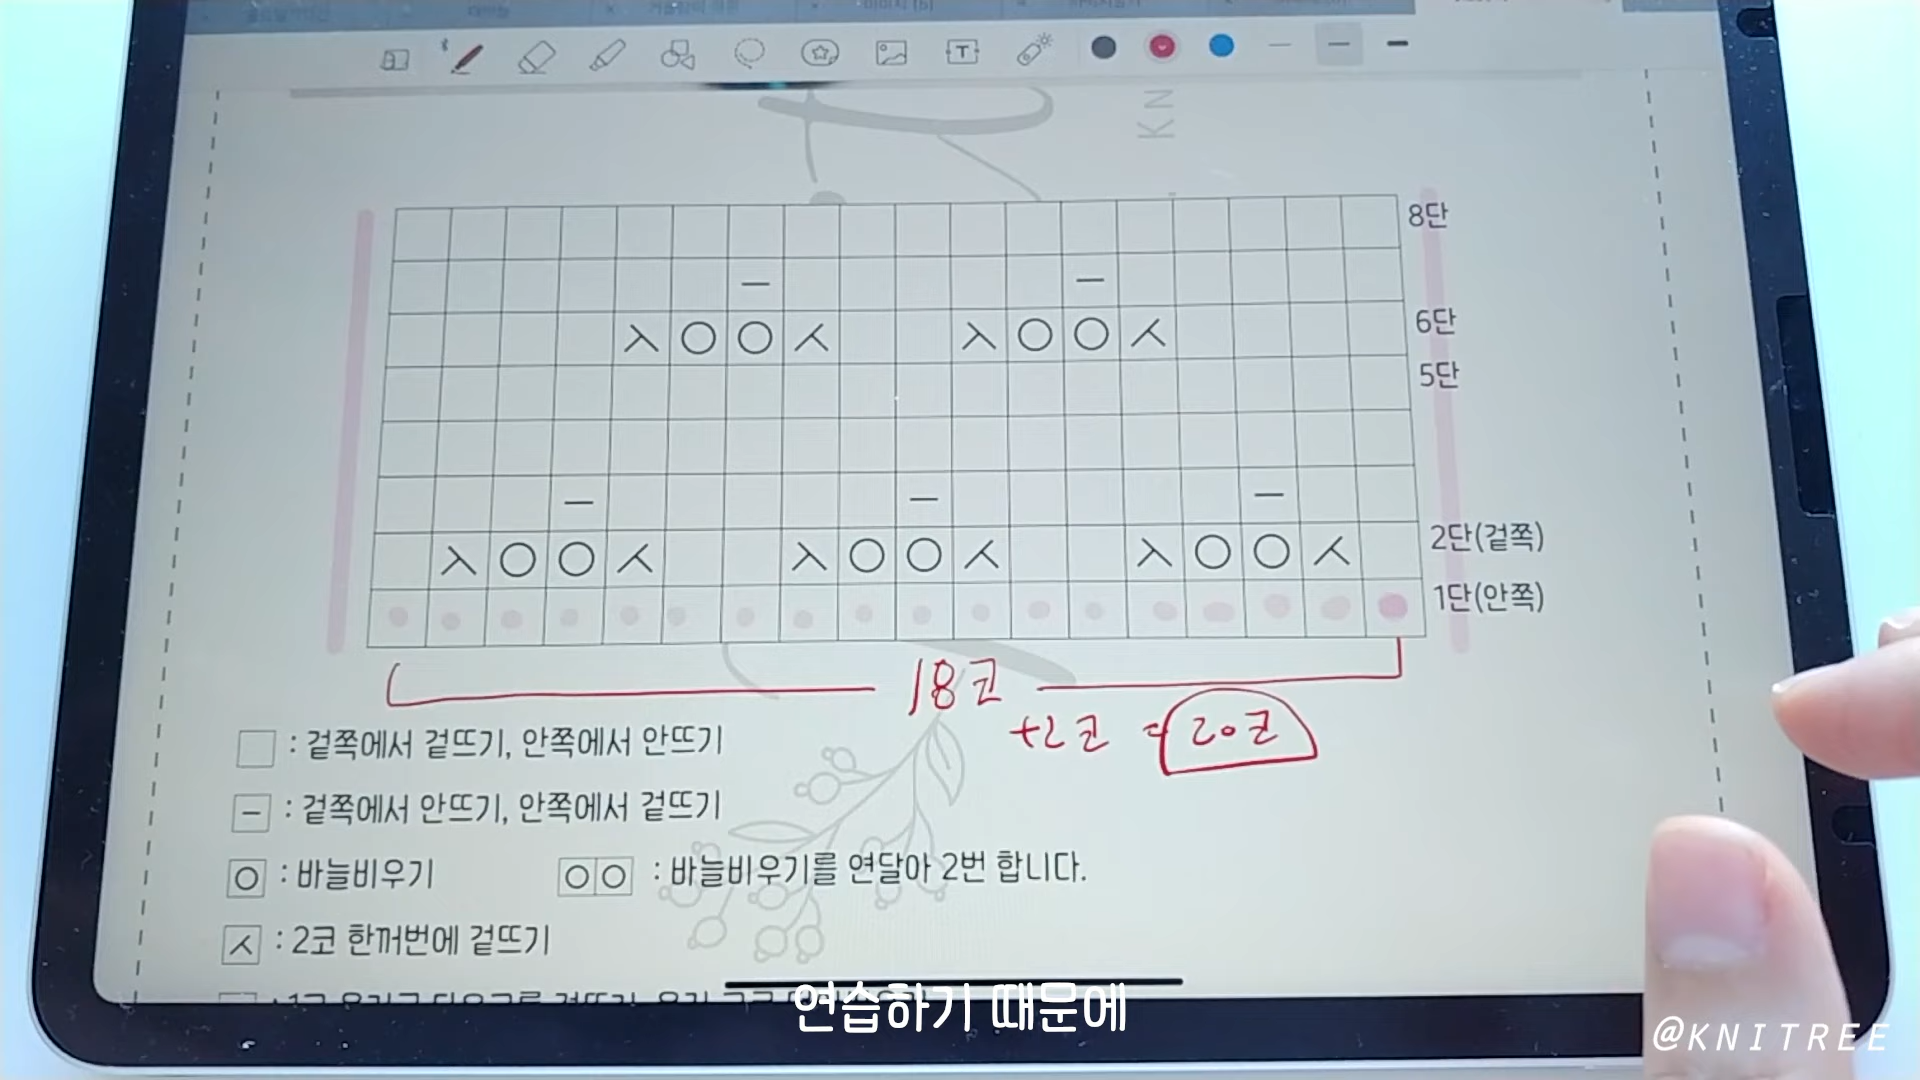 KN
8단
6단
5단
2단(겉쪽)
1단(안쪽)
18코
+2코 = 20코
: 겉쪽에서 겉뜨기, 안쪽에서 안뜨기
: 겉쪽에서 안뜨기, 안쪽에서 겉뜨기
: 바늘비우기
: 바늘비우기를 연달아 2번 합니다.
: 2코 한꺼번에 겉뜨기
연습하기 때문에
@KNITREE